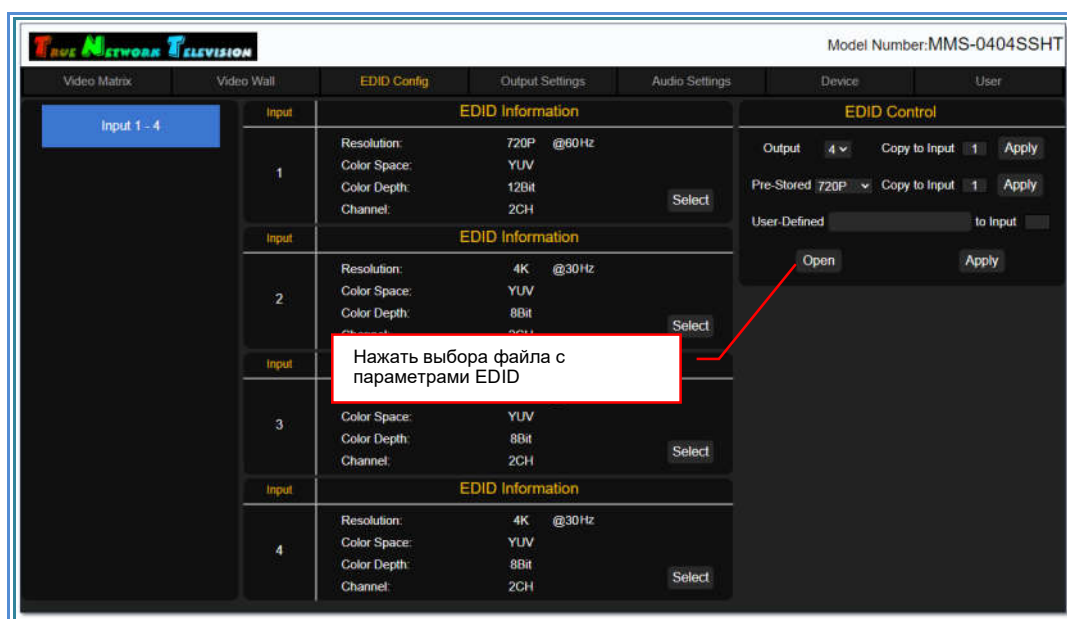 True Network Television
Model Number:MMS-0404SSHT
Video Matrix Video Wall EDID Config Output Settings Audio Settings Device User
Input 1 - 4
Input EDID Information
1
Resolution: 720P @60Hz
Color Space: YUV
Color Depth: 12Bit
Channel: 2CH
Select
Input EDID Information
2
Resolution: 4K @30Hz
Color Space: YUV
Color Depth: 8Bit
Select
Нажать выбора файла с
параметрами EDID
Input
3
Color Space: YUV
Color Depth: 8Bit
Channel: 2CH
Select
Input EDID Information
4
Resolution: 4K @30Hz
Color Space: YUV
Color Depth: 8Bit
Channel: 2CH
Select
EDID Control
Output 4 Copy to Input 1 Apply
Pre-Stored 720P Copy to Input 1 Apply
User-Defined to Input
Open Apply